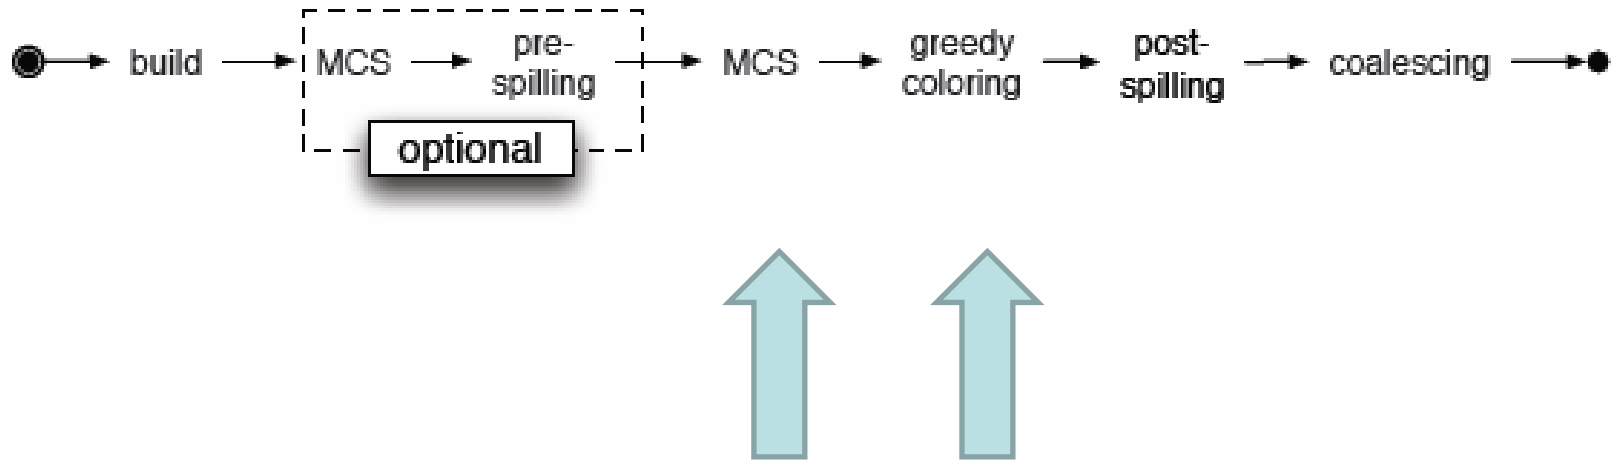 build
MCS
pre-
spilling
MCS
greedy
coloring
post-
spilling
coalescing
optional